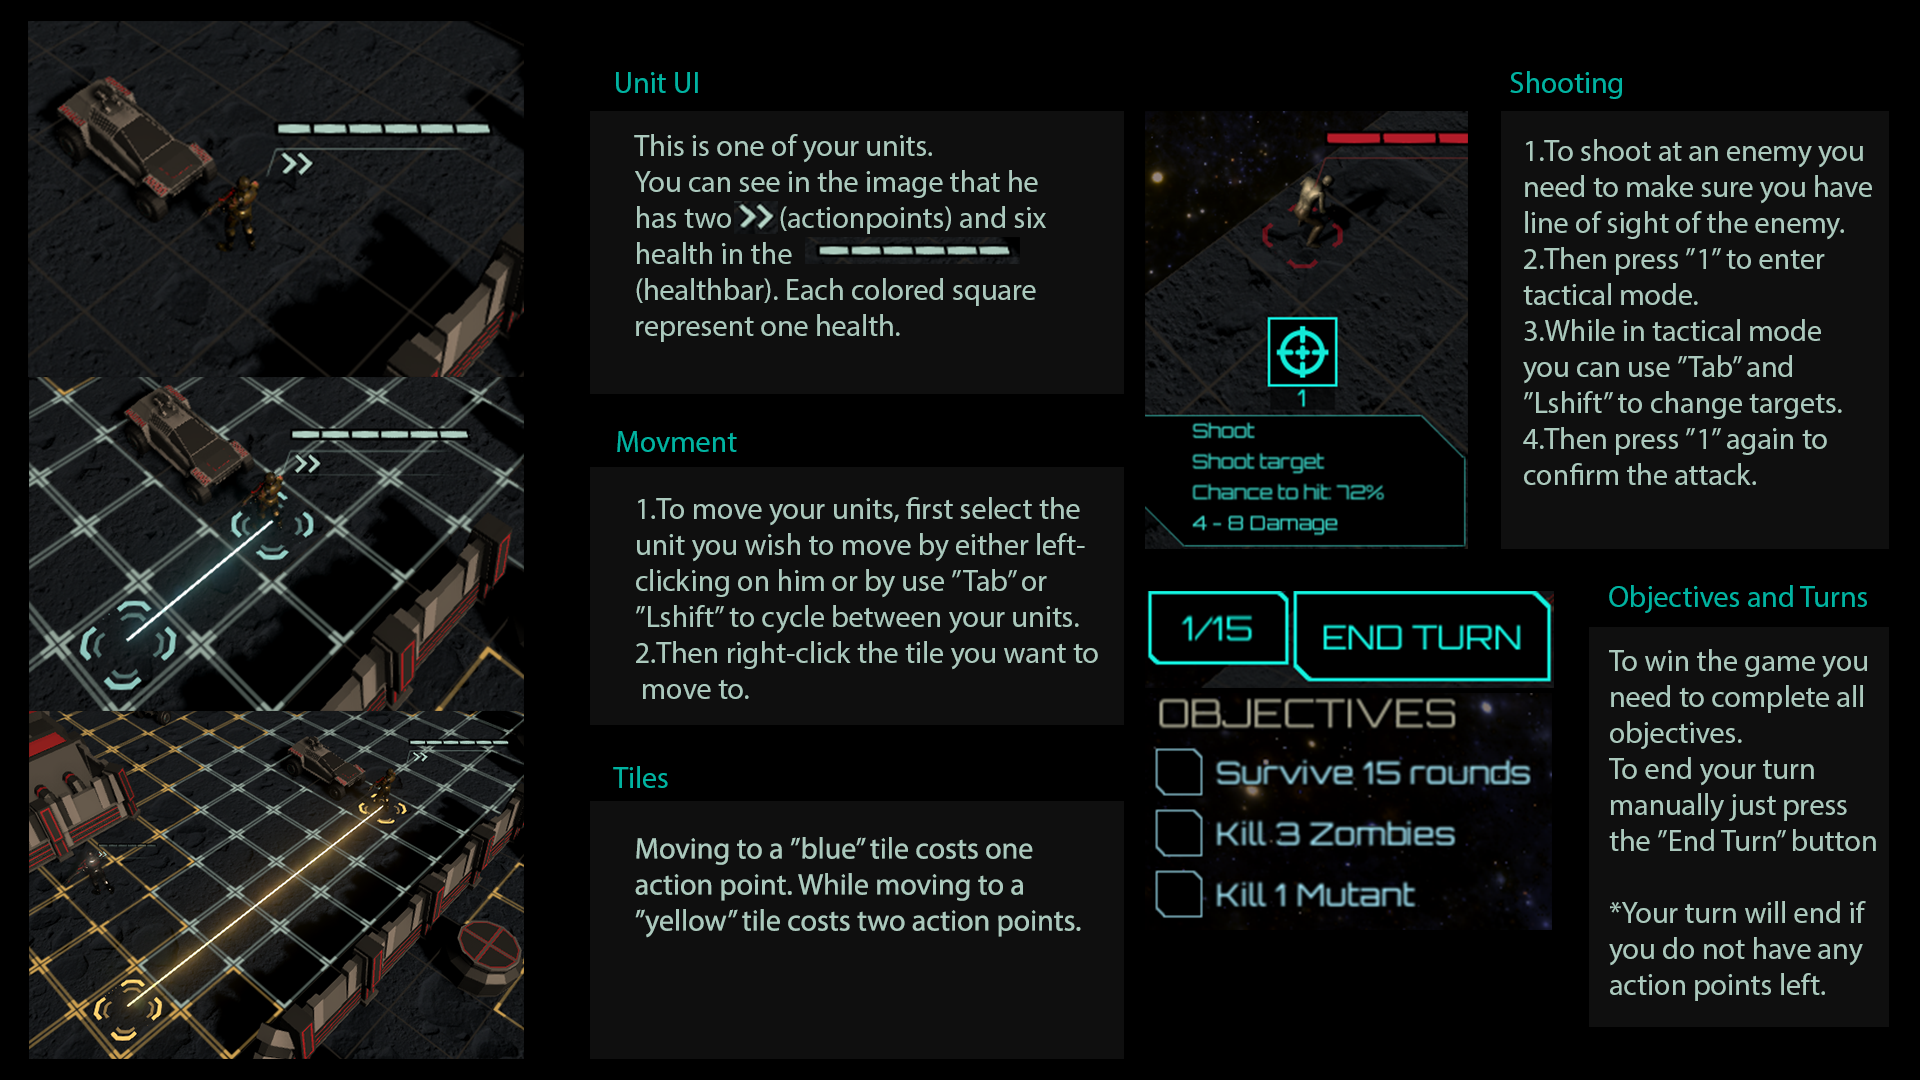 Unit UI
This is one of your units.
You can see in the image that he
has two (actionpoints) and six
health in the
(healthbar). Each colored square
represent one health.
Movment
1.To move your units, first select the
unit you wish to move by either left-
clicking on him or by use ”Tab” or
”Lshift” to cycle between your units.
2.Then right-click the tile you want to
move to.
Tiles
Moving to a ”blue” tile costs one
action point. While moving to a
”yellow” tile costs two action points.
1
Shoot
Shoot target
Chance to hit: 72%
4 - 8 Damage
Shooting
1.To shoot at an enemy you
need to make sure you have
line of sight of the enemy.
2.Then press ”1” to enter
tactical mode.
3.While in tactical mode
you can use ”Tab” and
”Lshift” to change targets.
4.Then press ”1” again to
confirm the attack.
1/15
END TURN
OBJECTIVES
Survive 15 rounds
Kill 3 Zombies
Kill 1 Mutant
Objectives and Turns
To win the game you
need to complete all
objectives.
To end your turn
manually just press
the ”End Turn” button
*Your turn will end if
you do not have any
action points left.